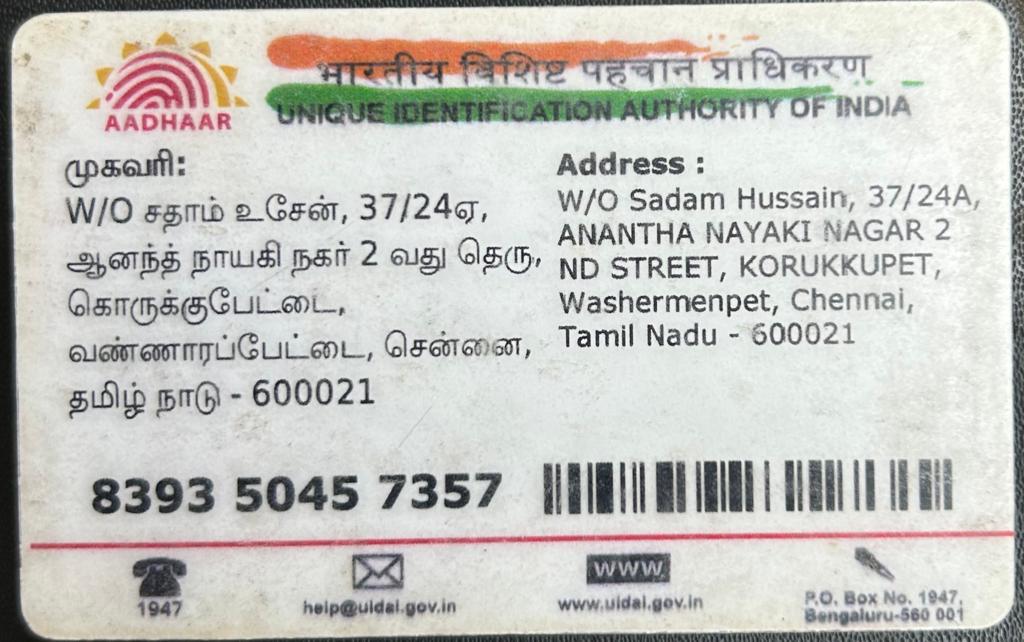 AADHAAR
भारतीय विशिष्ट पहचान प्राधिकरण
UNIQUE IDENTIFICATION AUTHORITY OF INDIA
முகவரி:
W/O சதாம் உசேன், 37/24ஏ,
ஆனந்த் நாயகி நகர் 2 வது தெரு,
கொருக்குபேட்டை,
வண்ணாரப்பேட்டை, சென்னை,
தமிழ் நாடு - 600021
Address :
W/O Sadam Hussain, 37/24A,
ANANTHA NAYAKI NAGAR 2
ND STREET, KORUKKUPET,
Washermenpet, Chennai,
Tamil Nadu - 600021
8393 5045 7357
1947
help@uidai.gov.in
www
www.uidai.gov.in
P.O. Box No. 1947,
Bengaluru-560 001